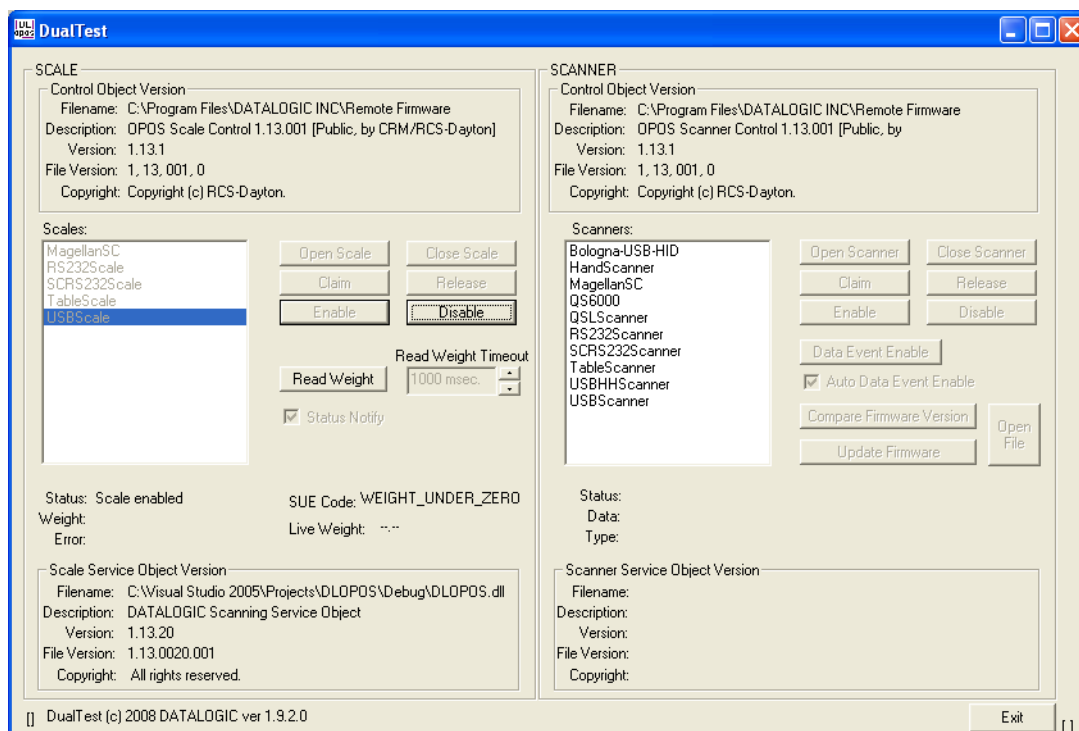 UL
opos
DualTest
SCALE
Control Object Version
Filename: C:\Program Files\DATALOGIC INC\Remote Firmware
Description: OPOS Scale Control 1.13.001 [Public, by CRM/RCS-Dayton]
Version: 1.13.1
File Version: 1, 13, 001, 0
Copyright: Copyright (c) RCS-Dayton.
Scales:
MagellanSC
RS232Scale
SCRS232Scale
TableScale
USBScale
Open Scale
Close Scale
Claim
Release
Enable
Disable
Read Weight Timeout
Read Weight
1000 msec.
Status Notify
Status: Scale enabled
Weight:
Error:
SUE Code: WEIGHT_UNDER_ZERO
Live Weight: --.--
Scale Service Object Version
Filename: C:\Visual Studio 2005\Projects\DLOPOS\Debug\DLOPOS.dll
Description: DATALOGIC Scanning Service Object
Version: 1.13.20
File Version: 1.13.0020.001
Copyright: All rights reserved.
SCANNER
Control Object Version
Filename: C:\Program Files\DATALOGIC INC\Remote Firmware
Description: OPOS Scanner Control 1.13.001 [Public, by
Version: 1.13.1
File Version: 1, 13, 001, 0
Copyright: Copyright (c) RCS-Dayton.
Scanners:
Bologna-USB-HID
HandScanner
MagellanSC
QS6000
QSLScanner
RS232Scanner
SCRS232Scanner
TableScanner
USBHHScanner
USBScanner
Open Scanner
Close Scanner
Claim
Release
Enable
Disable
Data Event Enable
Auto Data Event Enable
Compare Firmware Version
Update Firmware
Open
File
Status:
Data:
Type:
Scanner Service Object Version
Filename:
Description:
Version:
File Version:
Copyright:
[] DualTest (c) 2008 DATALOGIC ver 1.9.2.0
Exit
[ ]